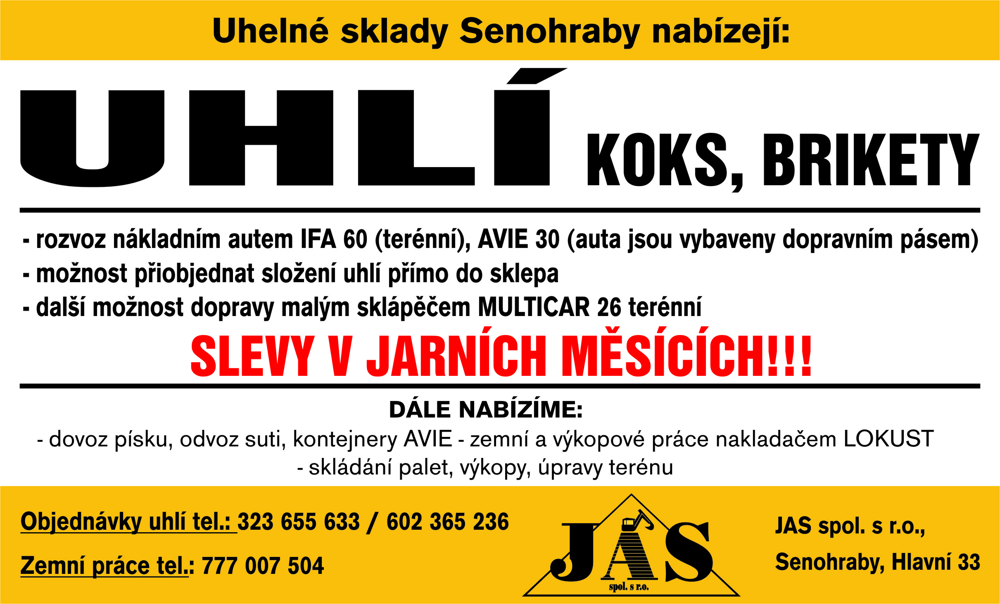 Uhelné sklady Senohraby nabízejí:
UHLÍ KOKS, BRIKETY
- rozvoz nákladním autem IFA 60 (terénní), AVIE 30 (auta jsou vybaveny dopravním pásem)
- možnost přiobjednat složení uhlí přímo do sklepa
- další možnost dopravy malým sklápěčem MULTICAR 26 terénní
SLEVY V JARNÍCH MĚSÍCÍCH!!!
DÁLE NABÍZÍME:
- dovoz písku, odvoz suti, kontejnery AVIE - zemní a výkopové práce nakladačem LOKUST
- skládání palet, výkopy, úpravy terénu
Objednávky uhlí tel.: 323 655 633 / 602 365 236
Zemní práce tel.: 777 007 504
JAS
spol. s r.o.
JAS spol. s r.o.,
Senohraby, Hlavní 33